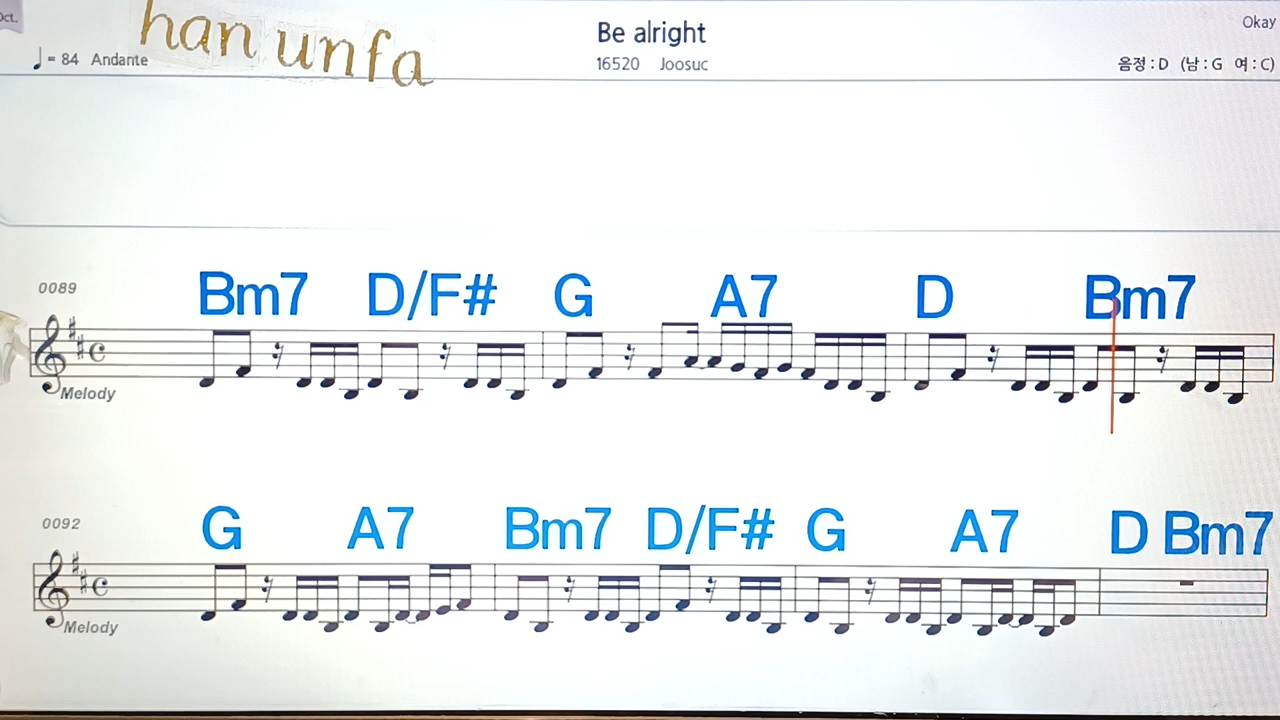 Oct.
han unfa
Be alright
Okay
♩= 84 Andante
16520 Joosuc
음정 : D (남 : G 여 : C)
0089
Bm7 D/F# G A7 D Bm7
Melody
0092
G A7 Bm7 D/F# G A7 D Bm7
Melody